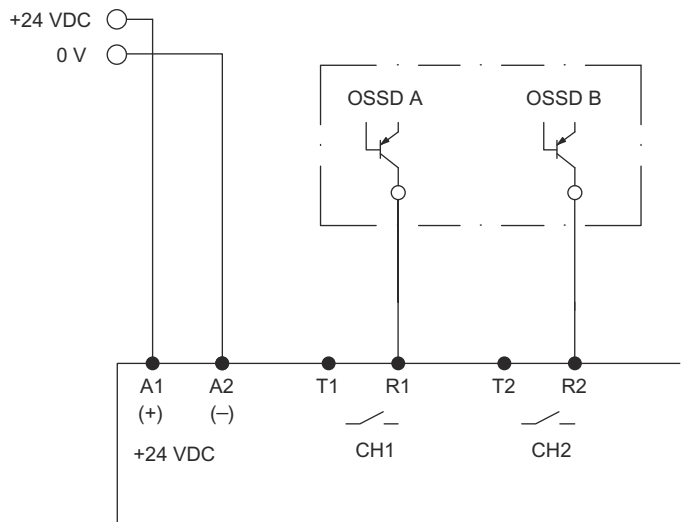 +24 VDC
0 V
OSSD A
OSSD B
A1
A2
T1
R1
T2
R2
(+)
(–)
+24 VDC
CH1
CH2